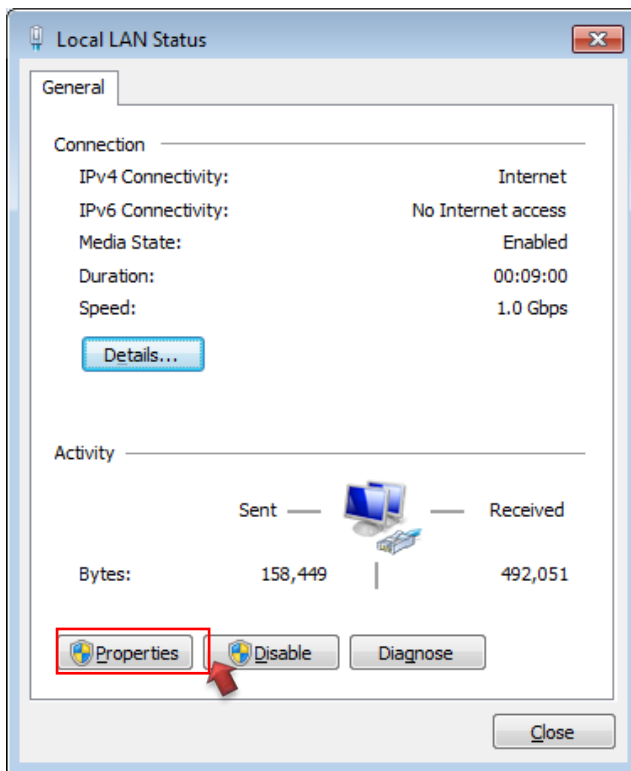 Local LAN Status
General
Connection
IPv4 Connectivity: Internet
IPv6 Connectivity: No Internet access
Media State: Enabled
Duration: 00:09:00
Speed: 1.0 Gbps
Details...
Activity
Sent Received
Bytes: 158,449 492,051
Properties Disable Diagnose
Close